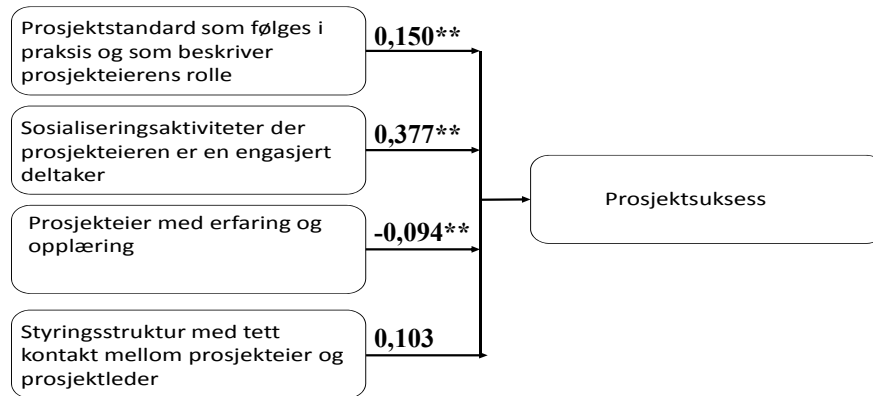 Prosjektstandard som følges i
praksis og som beskriver
prosjekteierens rolle
0,150**
Sosialiseringsaktiviteter der
prosjekteieren er en engasjert
deltaker
0,377**
Prosjekteier med erfaring og
opplæring
-0,094**
Styringsstruktur med tett
kontakt mellom prosjekteier og
prosjektleder
0,103
Prosjektsuksess